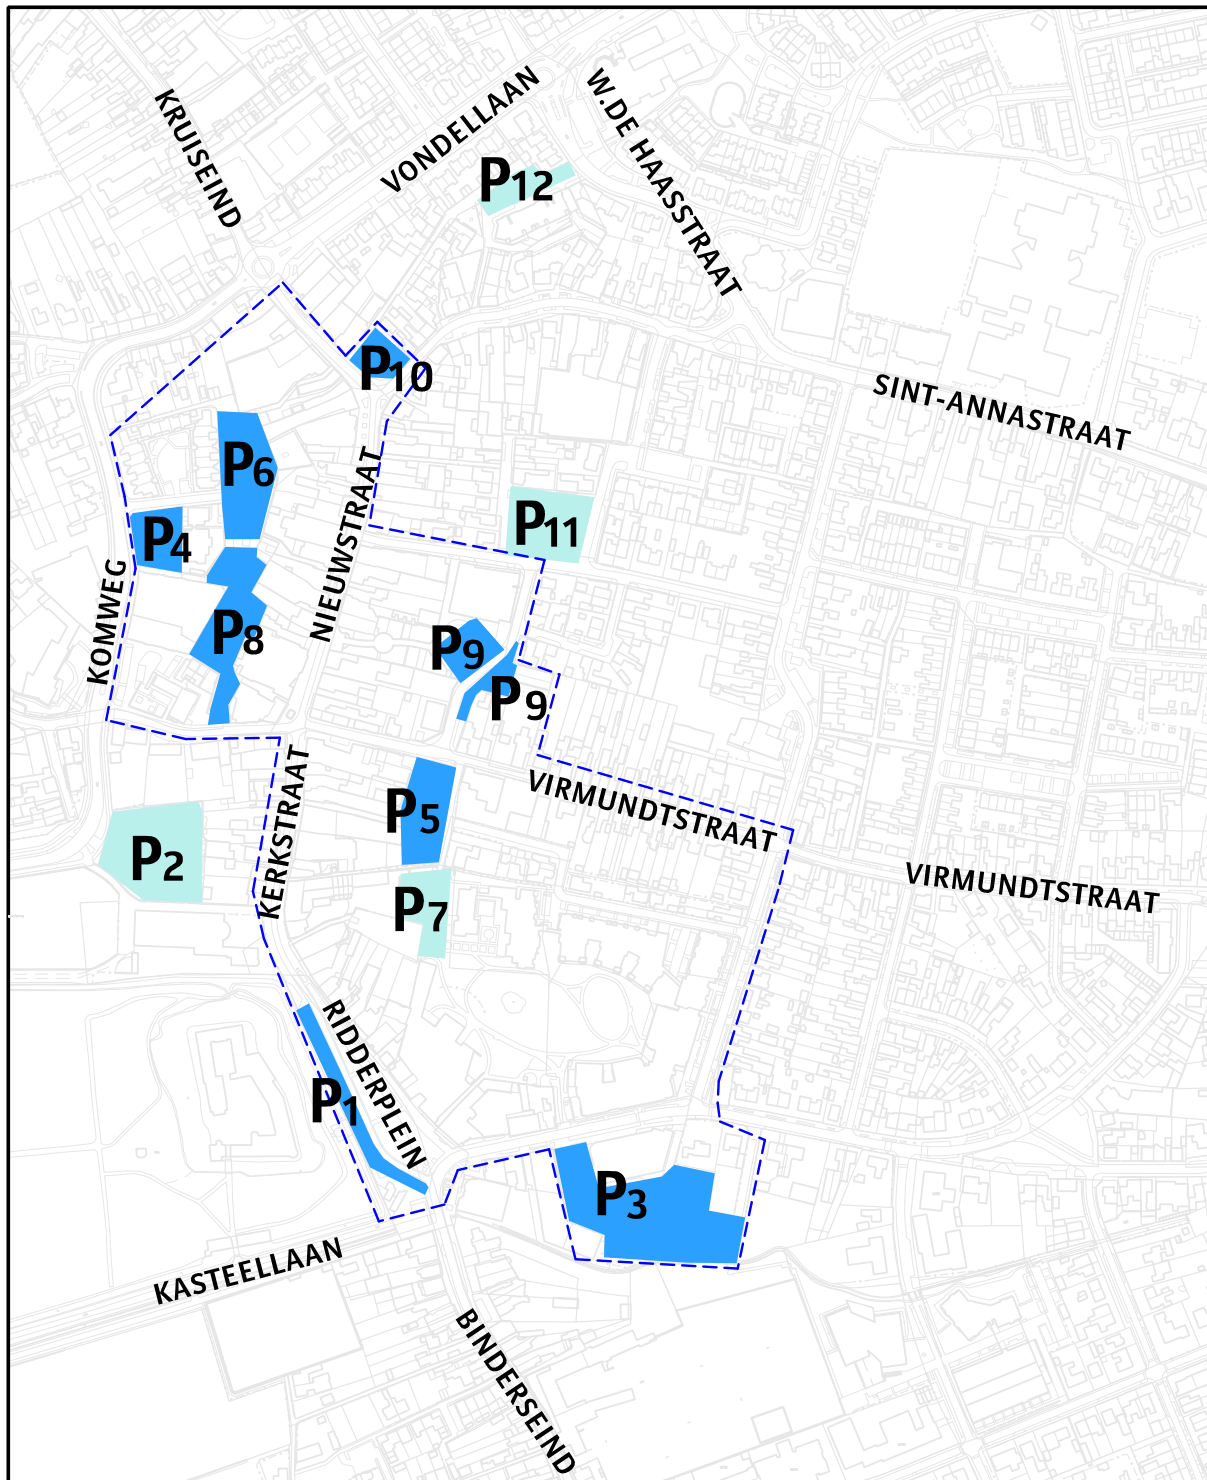 KRUISEIND
VONDELLAAN
W.DE HAASSTRAAT
P12
P10
SINT-ANNASTRAAT
P6
NIEUWSTRAAT
P4
P11
KOMWEG
P8
P9
P9
KERKSTRAAT
P5
VIRMUNDTSTRAAT
P2
VIRMUNDTSTRAAT
P7
RIDDERPLEIN
P1
P3
KASTEELLAAN
BINDERSEIND